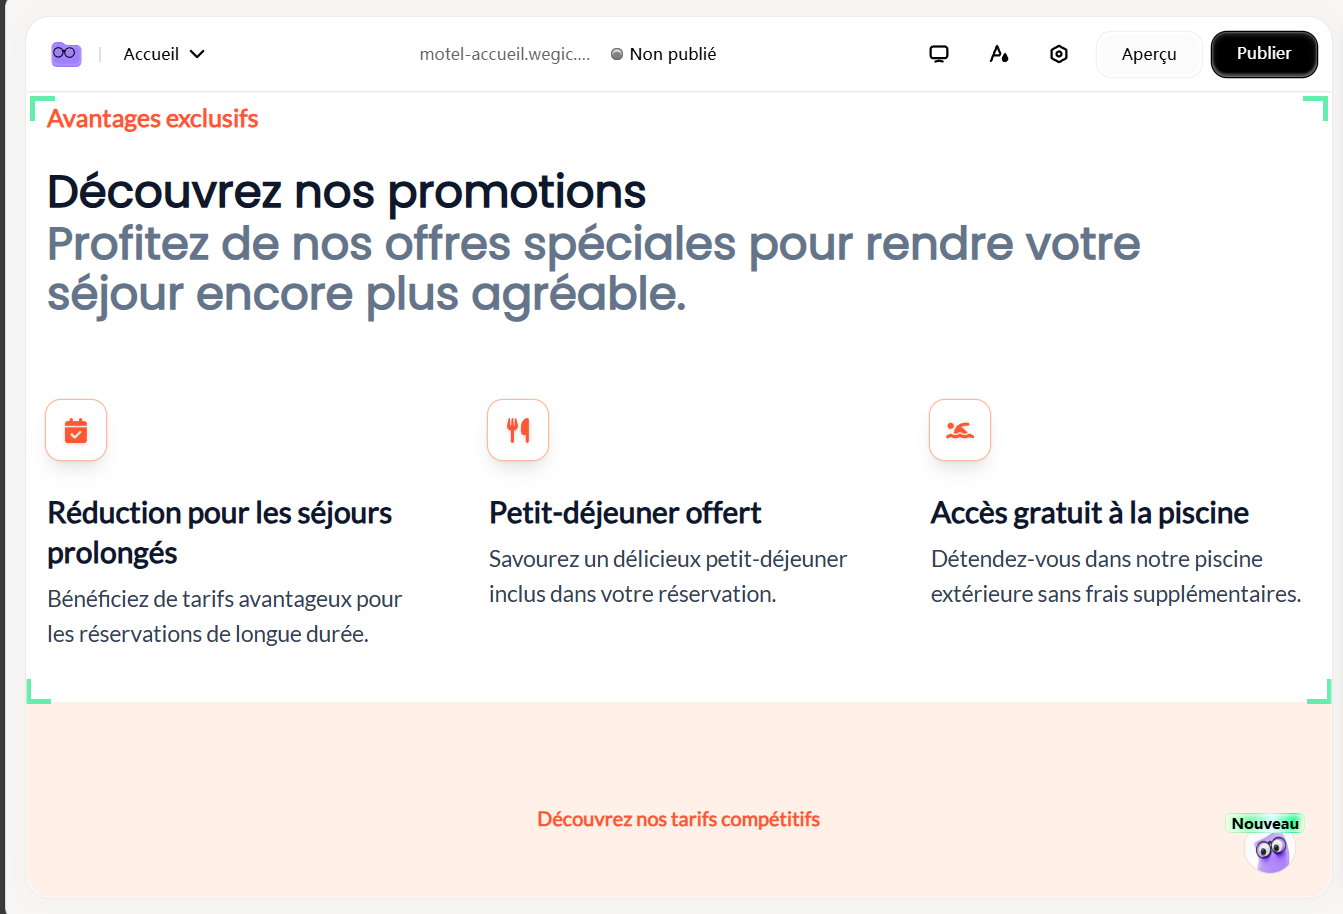 Accueil
motel-accueil.wegic....
Non publié
Aperçu
Publier
Avantages exclusifs
Découvrez nos promotions
Profitez de nos offres spéciales pour rendre votre
séjour encore plus agréable.
Réduction pour les séjours
prolongés
Bénéficiez de tarifs avantageux pour
les réservations de longue durée.
Petit-déjeuner offert
Savourez un délicieux petit-déjeuner
inclus dans votre réservation.
Accès gratuit à la piscine
Détendez-vous dans notre piscine
extérieure sans frais supplémentaires.
Découvrez nos tarifs compétitifs
Nouveau